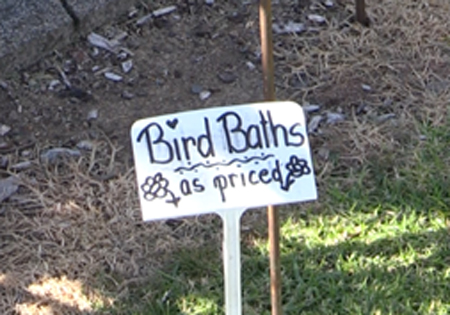 Bird Baths
as priced